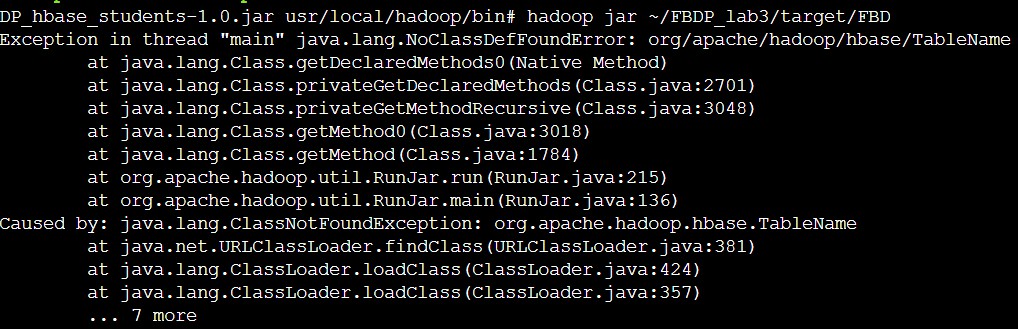 DP_hbase_students-1.0.jar usr/local/hadoop/bin# hadoop jar ~/FBDP_lab3/target/FBD
Exception in thread "main" java.lang.NoClassDefFoundError: org/apache/hadoop/hbase/TableName
at java.lang.Class.getDeclaredMethods0(Native Method)
at java.lang.Class.privateGetDeclaredMethods(Class.java:2701)
at java.lang.Class.privateGetMethodRecursive(Class.java:3048)
at java.lang.Class.getMethod0(Class.java:3018)
at java.lang.Class.getMethod(Class.java:1784)
at org.apache.hadoop.util.RunJar.run(RunJar.java:215)
at org.apache.hadoop.util.RunJar.main(RunJar.java:136)
Caused by: java.lang.ClassNotFoundException: org.apache.hadoop.hbase.TableName
at java.net.URLClassLoader.findClass(URLClassLoader.java:381)
at java.lang.ClassLoader.loadClass(ClassLoader.java:424)
at java.lang.ClassLoader.loadClass(ClassLoader.java:357)
... 7 more